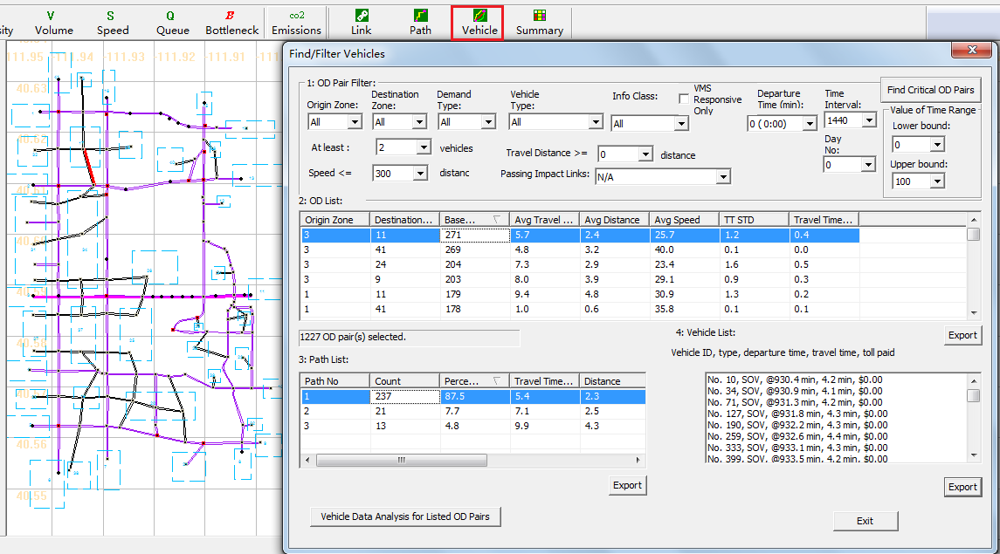 V S Q B co2
ity Volume Speed Queue Bottleneck Emissions Link Path Vehicle Summary
111.95 111.94 -111.93 -111.92 -111.91
40.63
40.58
40.56
40.55
Find/Filter Vehicles
1: OD Pair Filter:
Origin Zone: Destination Zone: Demand Type: Vehicle Type: Info Class: VMS Responsive Only Departure Time (min): Time Interval: Find Critical OD Pairs
All All All All All 0 ( 0:00) 1440
Value of Time Range
Lower bound:
0
At least : 2 vehicles Travel Distance >= 0 distance Day No: 0
Upper bound:
100
Speed <= 300 distanc Passing Impact Links: N/A
2: OD List:
Origin Zone Destination... Base... Avg Travel ... Avg Distance Avg Speed TT STD Travel Time...
3 11 271 5.7 2.4 25.7 1.2 0.4
3 41 269 4.8 3.2 40.0 0.1 0.0
3 24 204 7.3 2.9 23.4 1.6 0.5
3 9 203 8.0 3.9 29.1 0.9 0.3
1 11 179 9.4 4.8 30.9 1.3 0.2
1 41 178 1.0 0.6 35.8 0.1 0.1
1227 OD pair(s) selected.
4: Vehicle List:
Export
Vehicle ID, type, departure time, travel time, toll paid
3: Path List:
Path No Count Perce... Travel Time... Distance
1 237 87.5 5.4 2.3
2 21 7.7 7.1 2.5
3 13 4.8 9.9 4.3
No. 10, SOV, @930.4 min, 4.2 min, $0.00
No. 34, SOV, @930.9 min, 4.1 min, $0.00
No. 71, SOV, @931.3 min, 4.2 min, $0.00
No. 127, SOV, @931.8 min, 4.3 min, $0.00
No. 190, SOV, @932.2 min, 4.3 min, $0.00
No. 259, SOV, @932.6 min, 4.4 min, $0.00
No. 333, SOV, @933.1 min, 4.3 min, $0.00
No. 399, SOV, @933.5 min, 4.2 min, $0.00
Export
Export
Vehicle Data Analysis for Listed OD Pairs
Exit